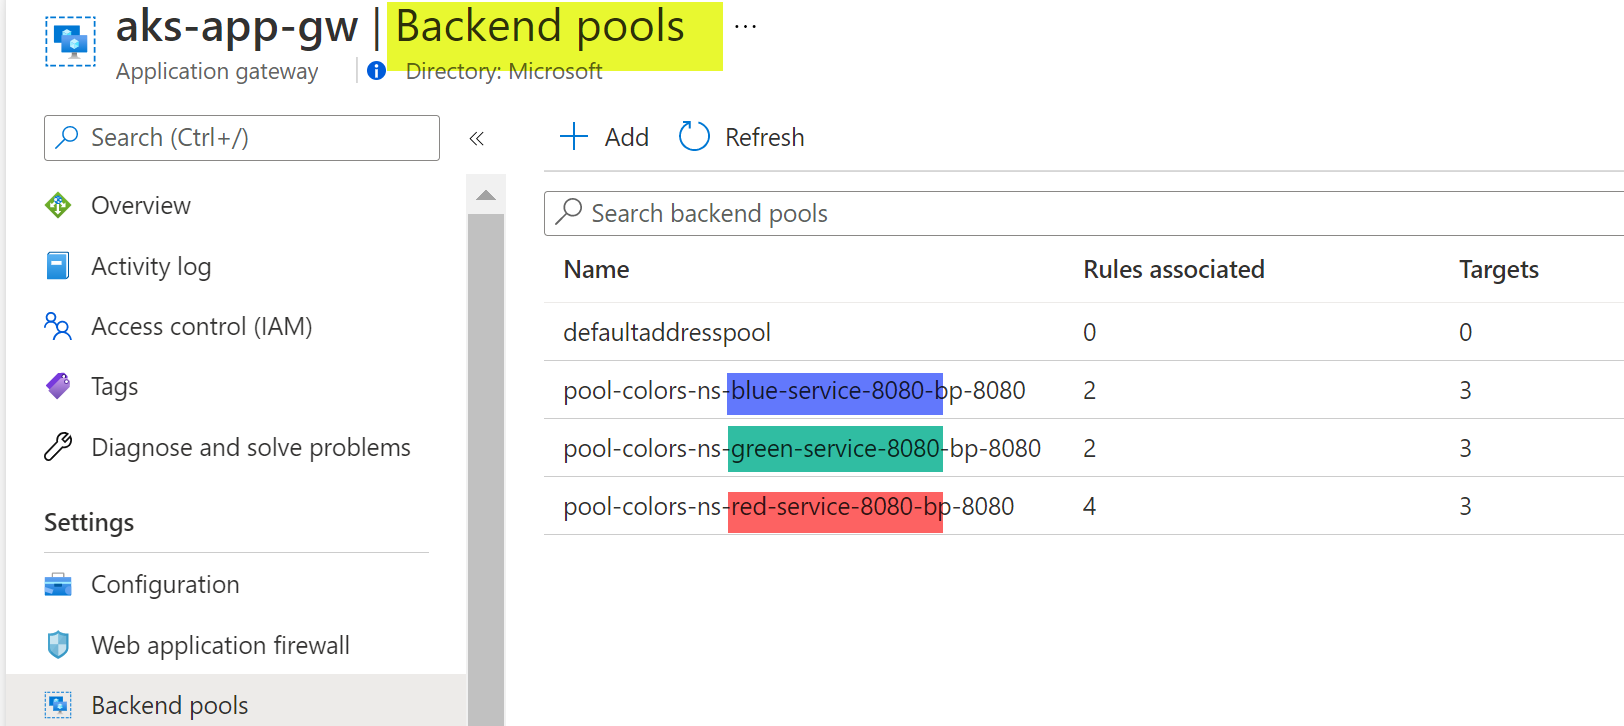 aks-app-gw | Backend pools ...
Application gateway
Directory: Microsoft
Search (Ctrl+/)
«
Add
Refresh
Overview
Activity log
Access control (IAM)
Tags
Diagnose and solve problems
Settings
Configuration
Web application firewall
Backend pools
Search backend pools
Name Rules associated Targets
defaultaddresspool 0 0
pool-colors-ns-blue-service-8080-bp-8080 2 3
pool-colors-ns-green-service-8080-bp-8080 2 3
pool-colors-ns-red-service-8080-bp-8080 4 3